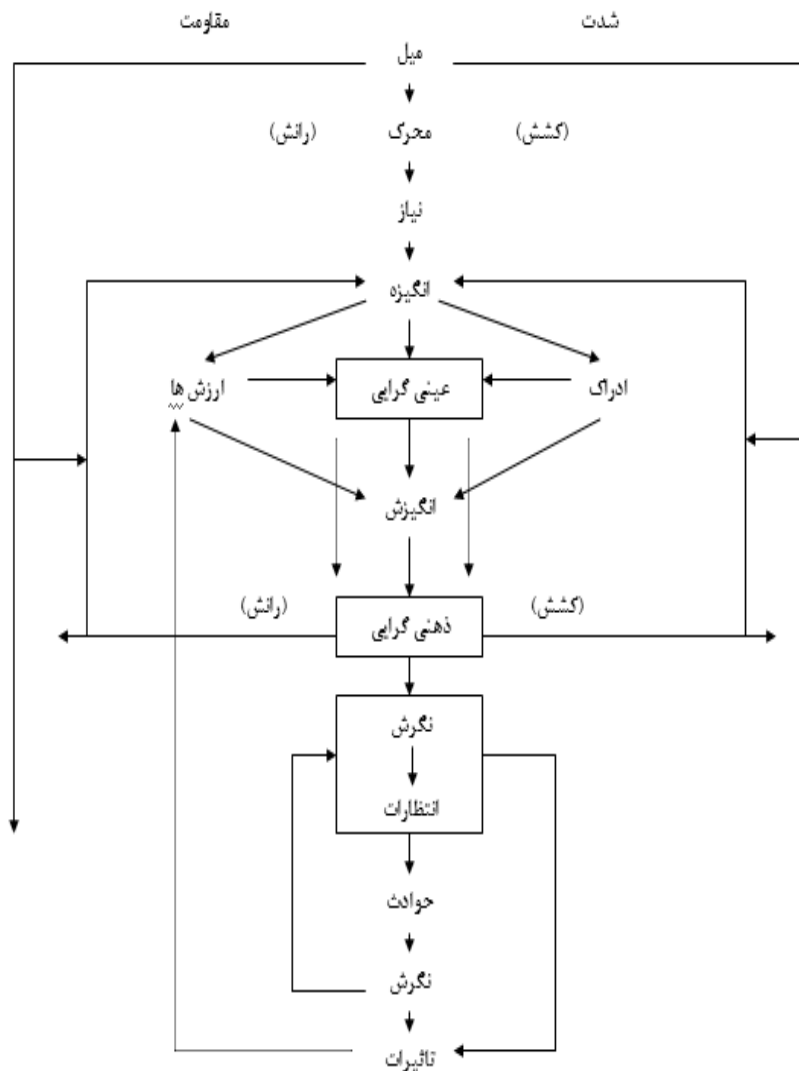 شدت
مقاومت
میل
(کشش)
محرک
(رانش)
نیاز
انگیزه
ادراک
عینی گرایی
ارزش ها
انگیزش
(کشش)
ذهنی گرایی
(رانش)
نگرش
انتظارات
حوادث
نگرش
تاثیرات